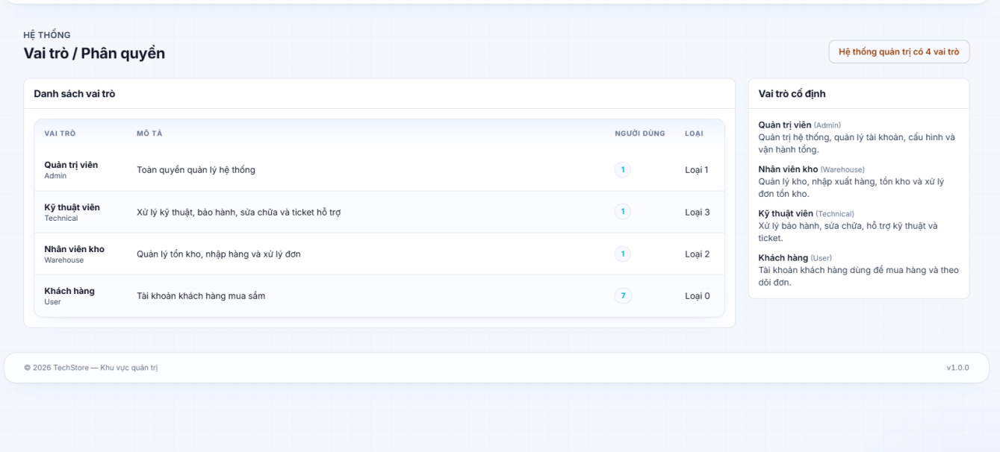 HỆ THỐNG
Vai trò / Phân quyền
Hệ thống quản trị có 4 vai trò
Danh sách vai trò
VAI TRÒ MÔ TẢ NGƯỜI DÙNG LOẠI
Quản trị viên
Admin
Toàn quyền quản lý hệ thống
1
Loại 1
Kỹ thuật viên
Technical
Xử lý kỹ thuật, bảo hành, sửa chữa và ticket hỗ trợ
1
Loại 3
Nhân viên kho
Warehouse
Quản lý tồn kho, nhập hàng và xử lý đơn
1
Loại 2
Khách hàng
User
Tài khoản khách hàng mua sắm
7
Loại 0
Vai trò cố định
Quản trị viên (Admin)
Quản trị hệ thống, quản lý tài khoản, cấu hình và
vận hành tổng.
Nhân viên kho (Warehouse)
Quản lý kho, nhập xuất hàng, tồn kho và xử lý
đơn tồn kho.
Kỹ thuật viên (Technical)
Xử lý bảo hành, sửa chữa, hỗ trợ kỹ thuật và
ticket.
Khách hàng (User)
Tài khoản khách hàng dùng để mua hàng và theo
dõi đơn.
© 2026 TechStore — Khu vực quản trị
v1.0.0